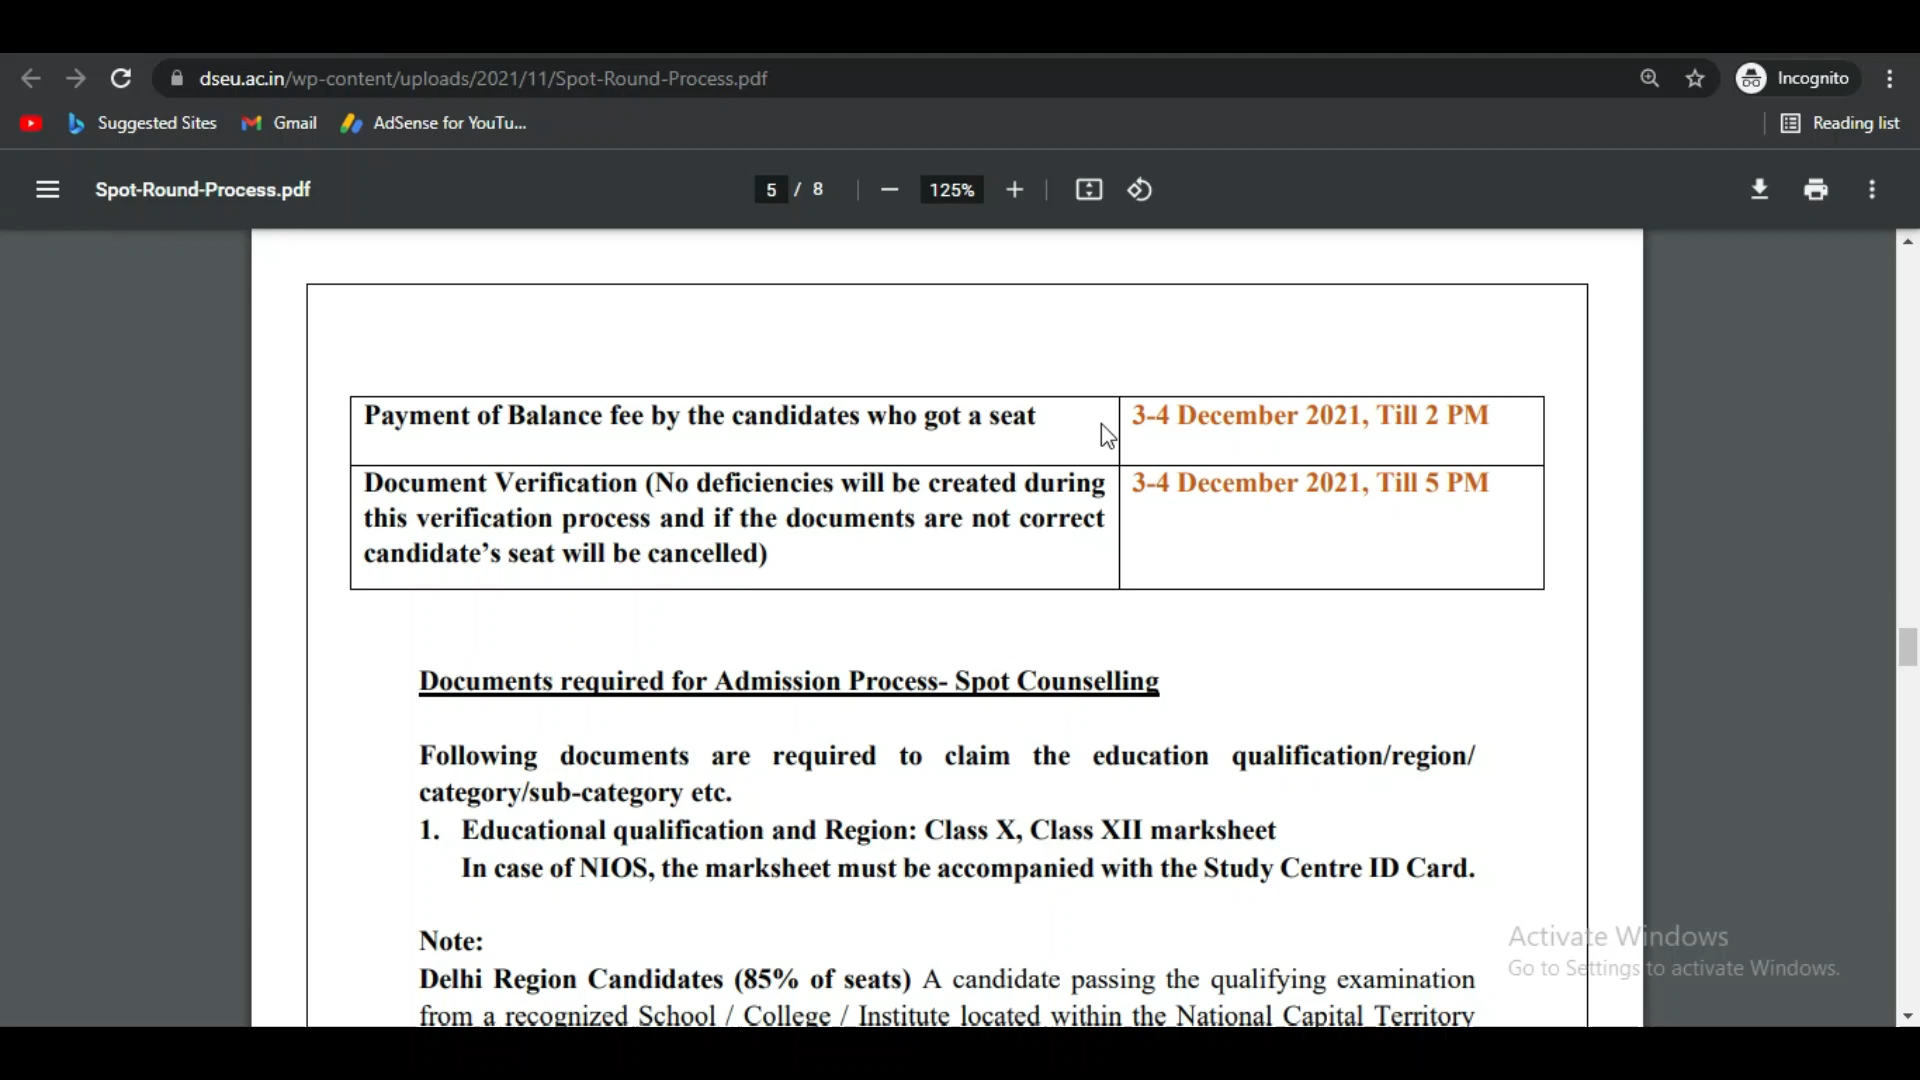 dseu.ac.in/wp-content/uploads/2021/11/Spot-Round-Process.pdf
Incognito
Suggested Sites
Gmail
AdSense for YouTu...
Reading list
Spot-Round-Process.pdf
5 / 8
125%
Payment of Balance fee by the candidates who got a seat
3-4 December 2021, Till 2 PM
Document Verification (No deficiencies will be created during
this verification process and if the documents are not correct
candidate’s seat will be cancelled)
3-4 December 2021, Till 5 PM
Documents required for Admission Process- Spot Counselling
Following documents are required to claim the education qualification/region/
category/sub-category etc.
1. Educational qualification and Region: Class X, Class XII marksheet
In case of NIOS, the marksheet must be accompanied with the Study Centre ID Card.
Note:
Delhi Region Candidates (85% of seats) A candidate passing the qualifying examination
from a recognized School / College / Institute located within the National Capital Territory
Activate Windows
Go to Settings to activate Windows.